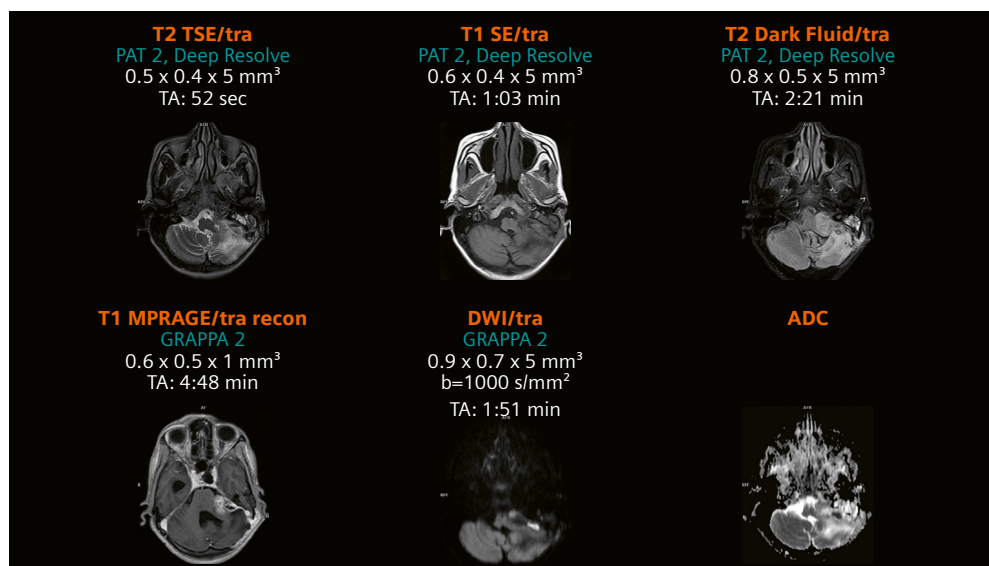 T2 TSE/tra
PAT 2, Deep Resolve
0.5 x 0.4 x 5 mm³
TA: 52 sec
T1 SE/tra
PAT 2, Deep Resolve
0.6 x 0.4 x 5 mm³
TA: 1:03 min
T2 Dark Fluid/tra
PAT 2, Deep Resolve
0.8 x 0.5 x 5 mm³
TA: 2:21 min
T1 MPRAGE/tra recon
GRAPPA 2
0.6 x 0.5 x 1 mm³
TA: 4:48 min
DWI/tra
GRAPPA 2
0.9 x 0.7 x 5 mm³
b=1000 s/mm²
TA: 1:51 min
ADC